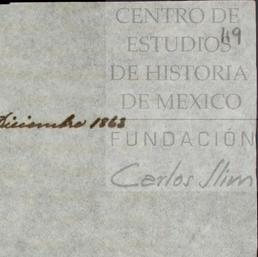 CENTRO DE
ESTUDIOS
49
DE HISTORIA
DE MEXICO
Diciembre 1863
FUNDACIÓN
Carlos Slim